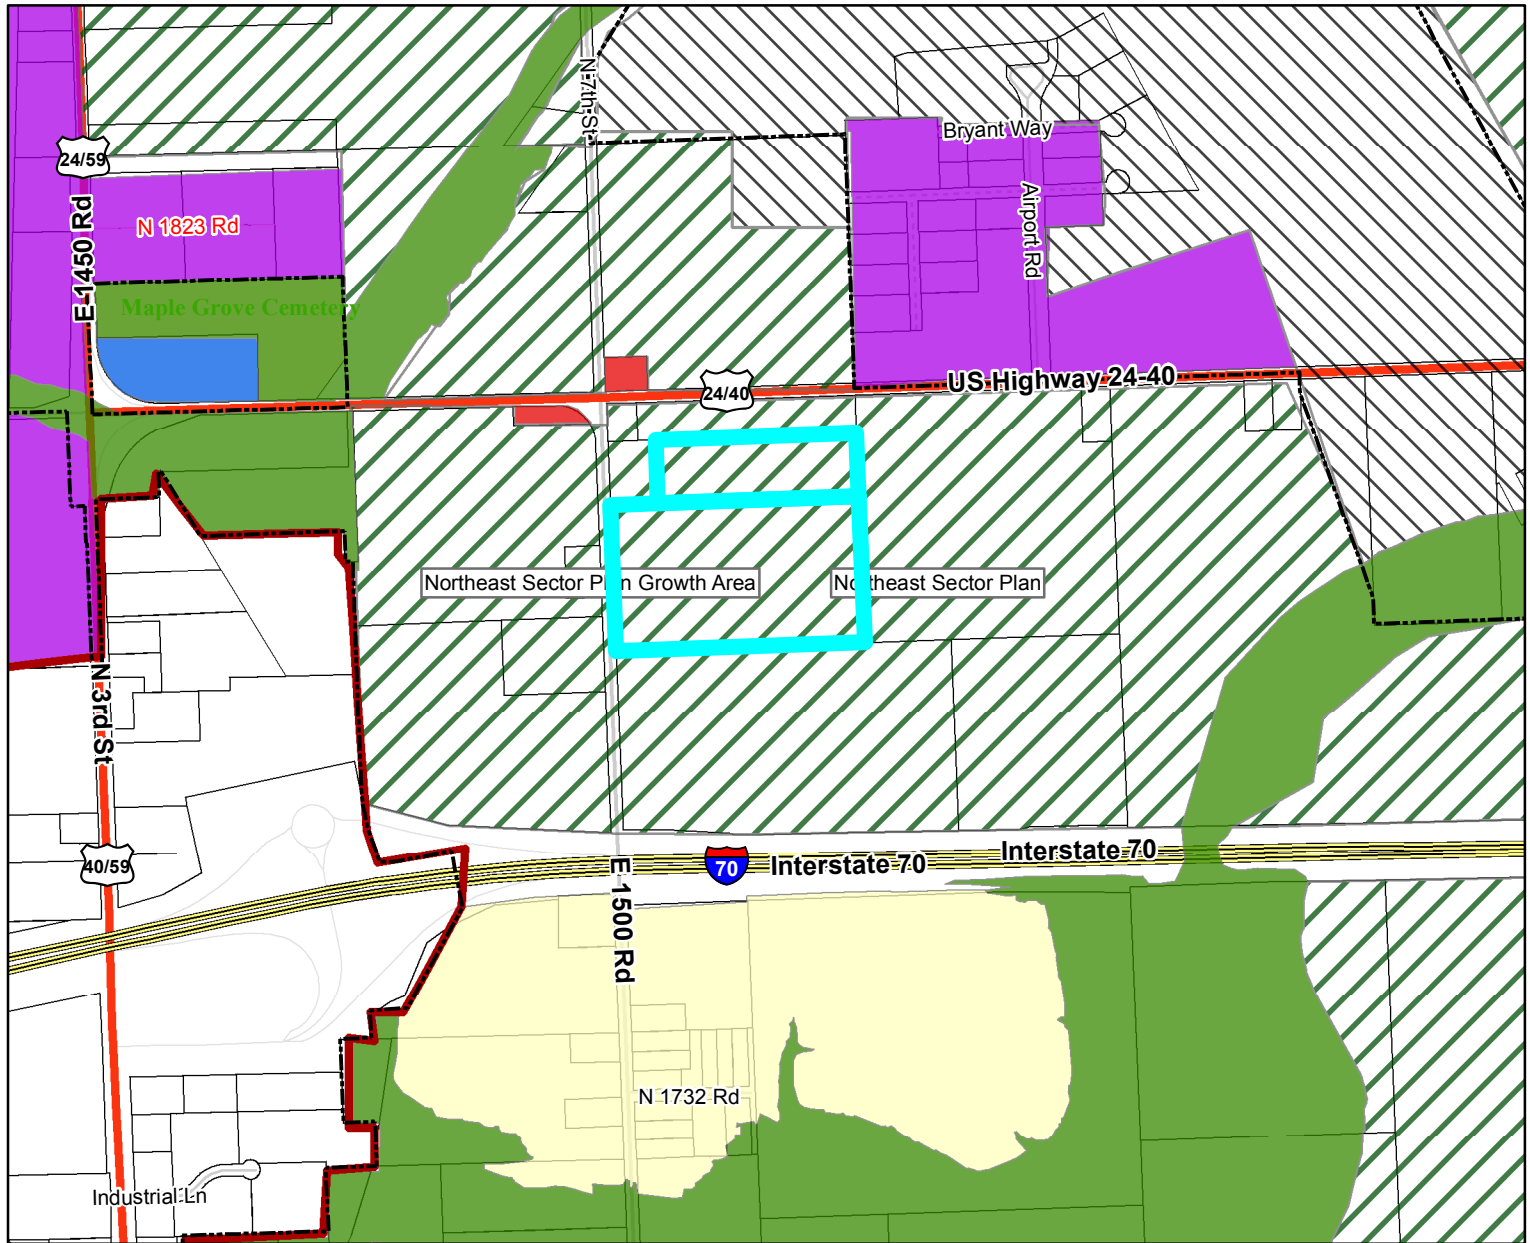 N 7th St
Bryant Way
24/59
Airport Rd
E 1450 Rd
N 1823 Rd
Maple Grove Cemetery
US Highway 24-40
24/40
Northeast Sector Plan Growth Area
Northeast Sector Plan
N 3rd St
40/59
70
Interstate 70
Interstate 70
E 1500 Rd
N 1732 Rd
Industrial Ln